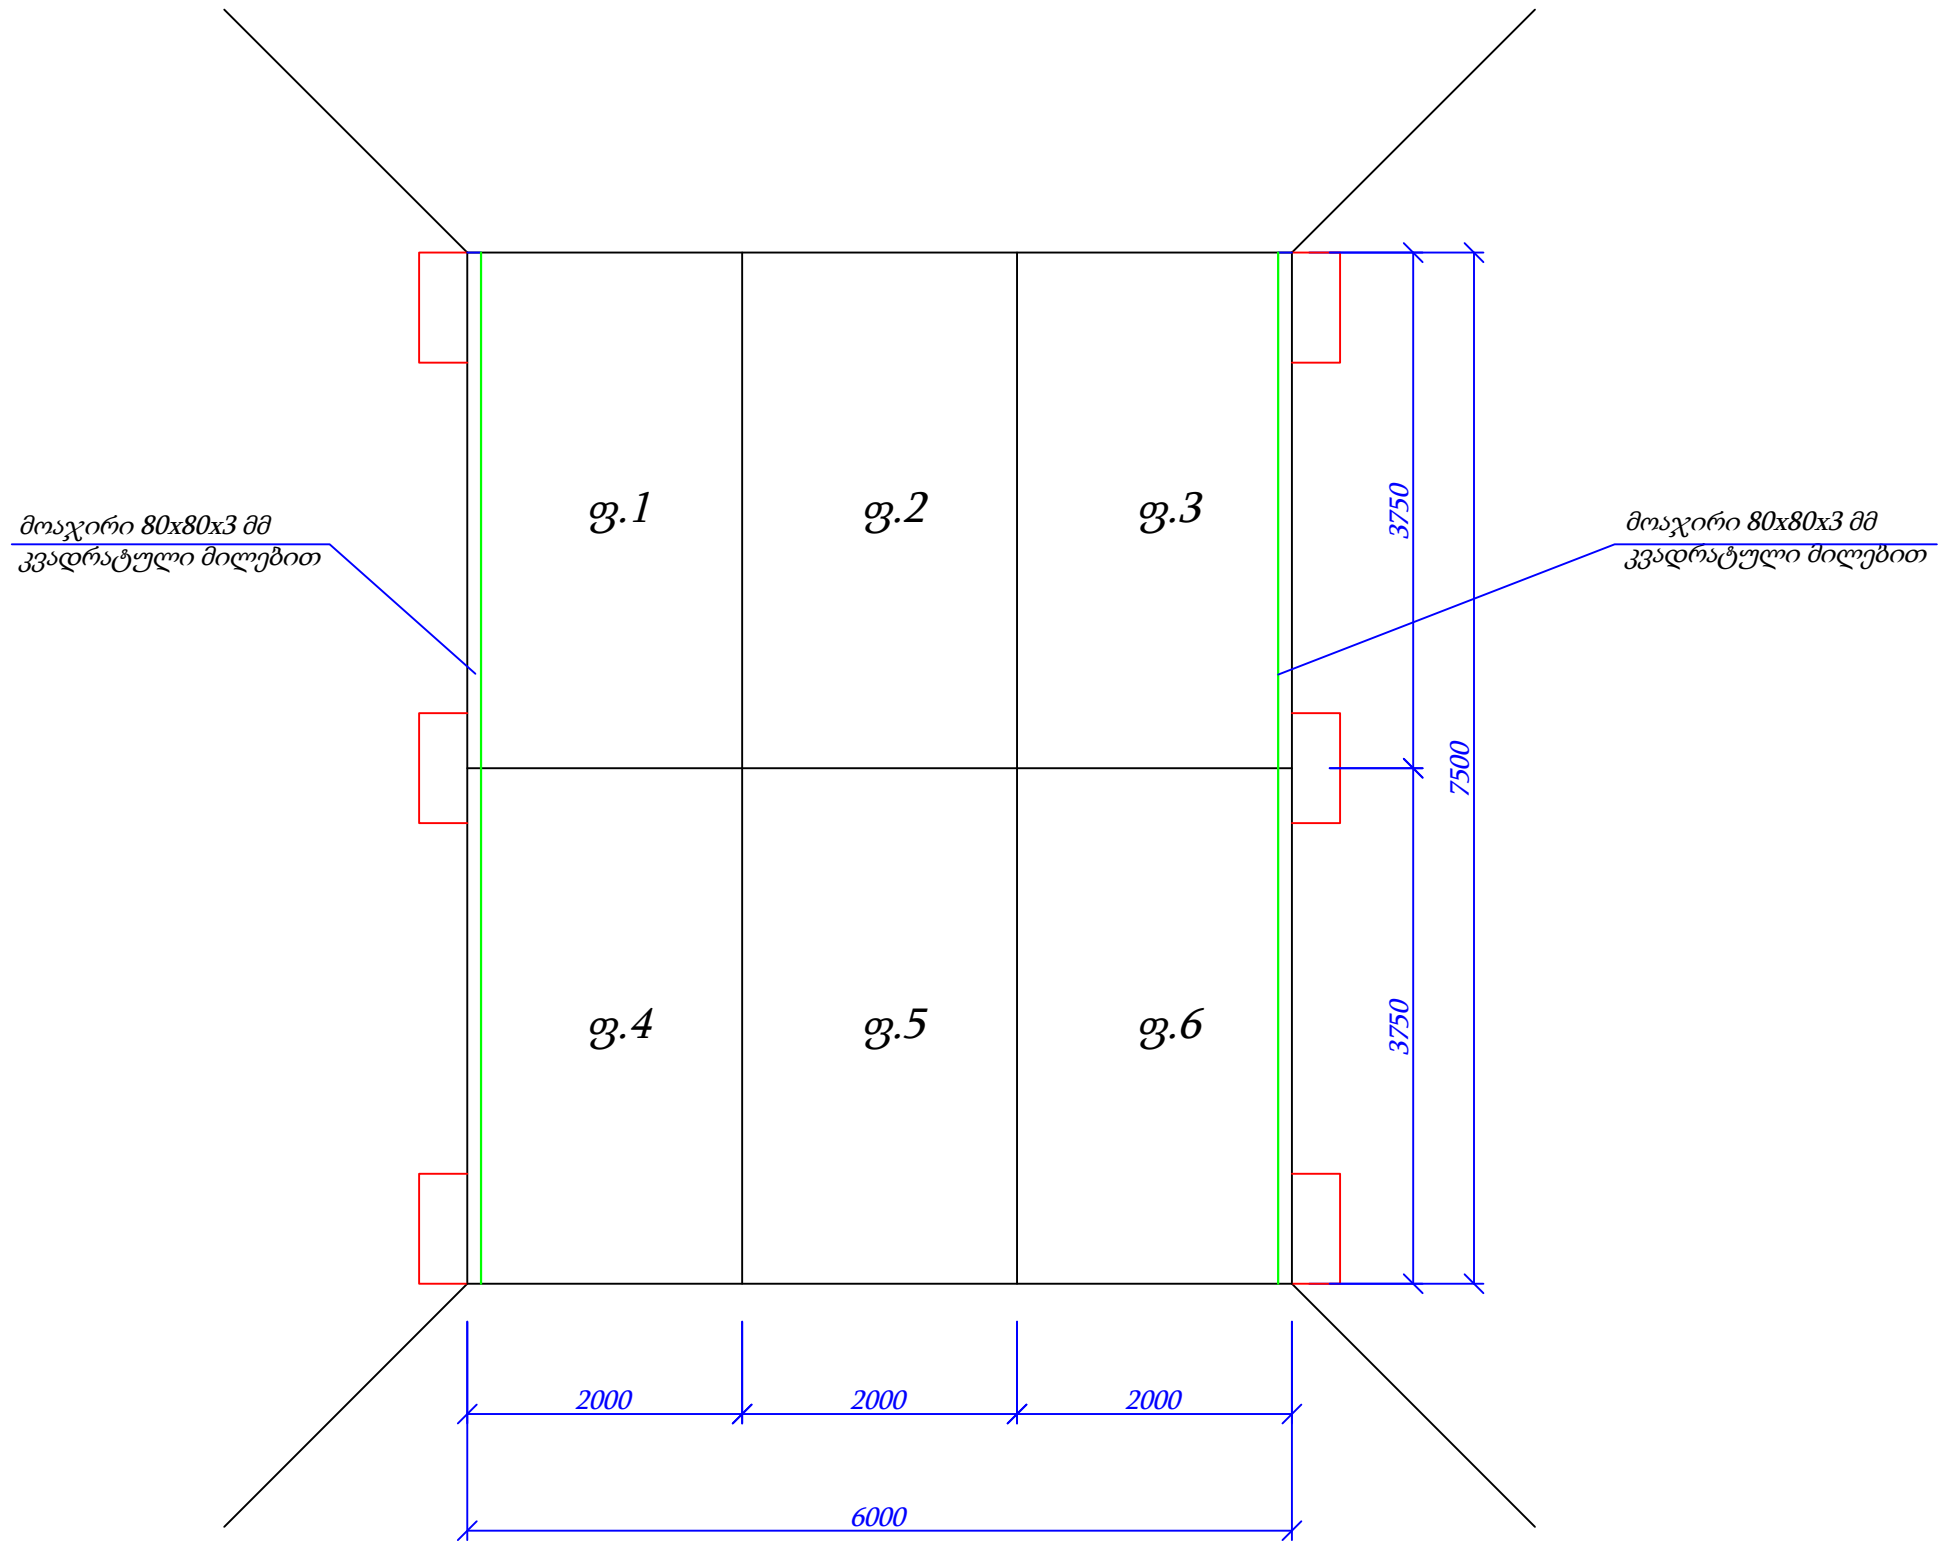 ფ.1
ფ.2
ფ.3
3750
მოაჯირი 80x80x3 მმ
კვადრატული მილებით
მოაჯირი 80x80x3 მმ
კვადრატული მილებით
7500
ფ.4
ფ.5
ფ.6
3750
2000
2000
2000
6000